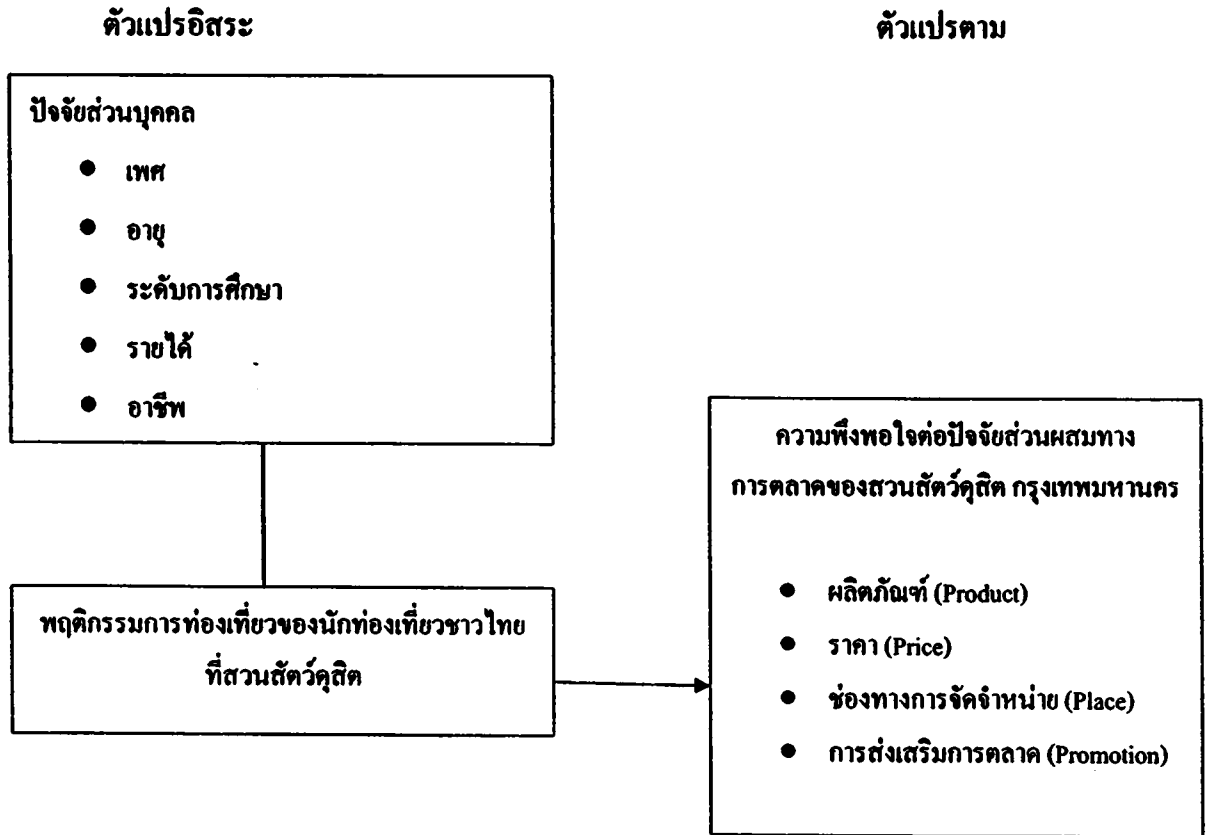 ตัวแปรอิสระ
ตัวแปรตาม
ปัจจัยส่วนบุคคล
● เพศ
● อายุ
● ระดับการศึกษา
● รายได้
● อาชีพ
พฤติกรรมการท่องเที่ยวของนักท่องเที่ยวชาวไทย
ที่สวนสัตว์ดุสิต
ความพึงพอใจต่อปัจจัยส่วนผสมทาง
การตลาดของสวนสัตว์ดุสิต กรุงเทพมหานคร
● ผลิตภัณฑ์ (Product)
● ราคา (Price)
● ช่องทางการจัดจำหน่าย (Place)
● การส่งเสริมการตลาด (Promotion)